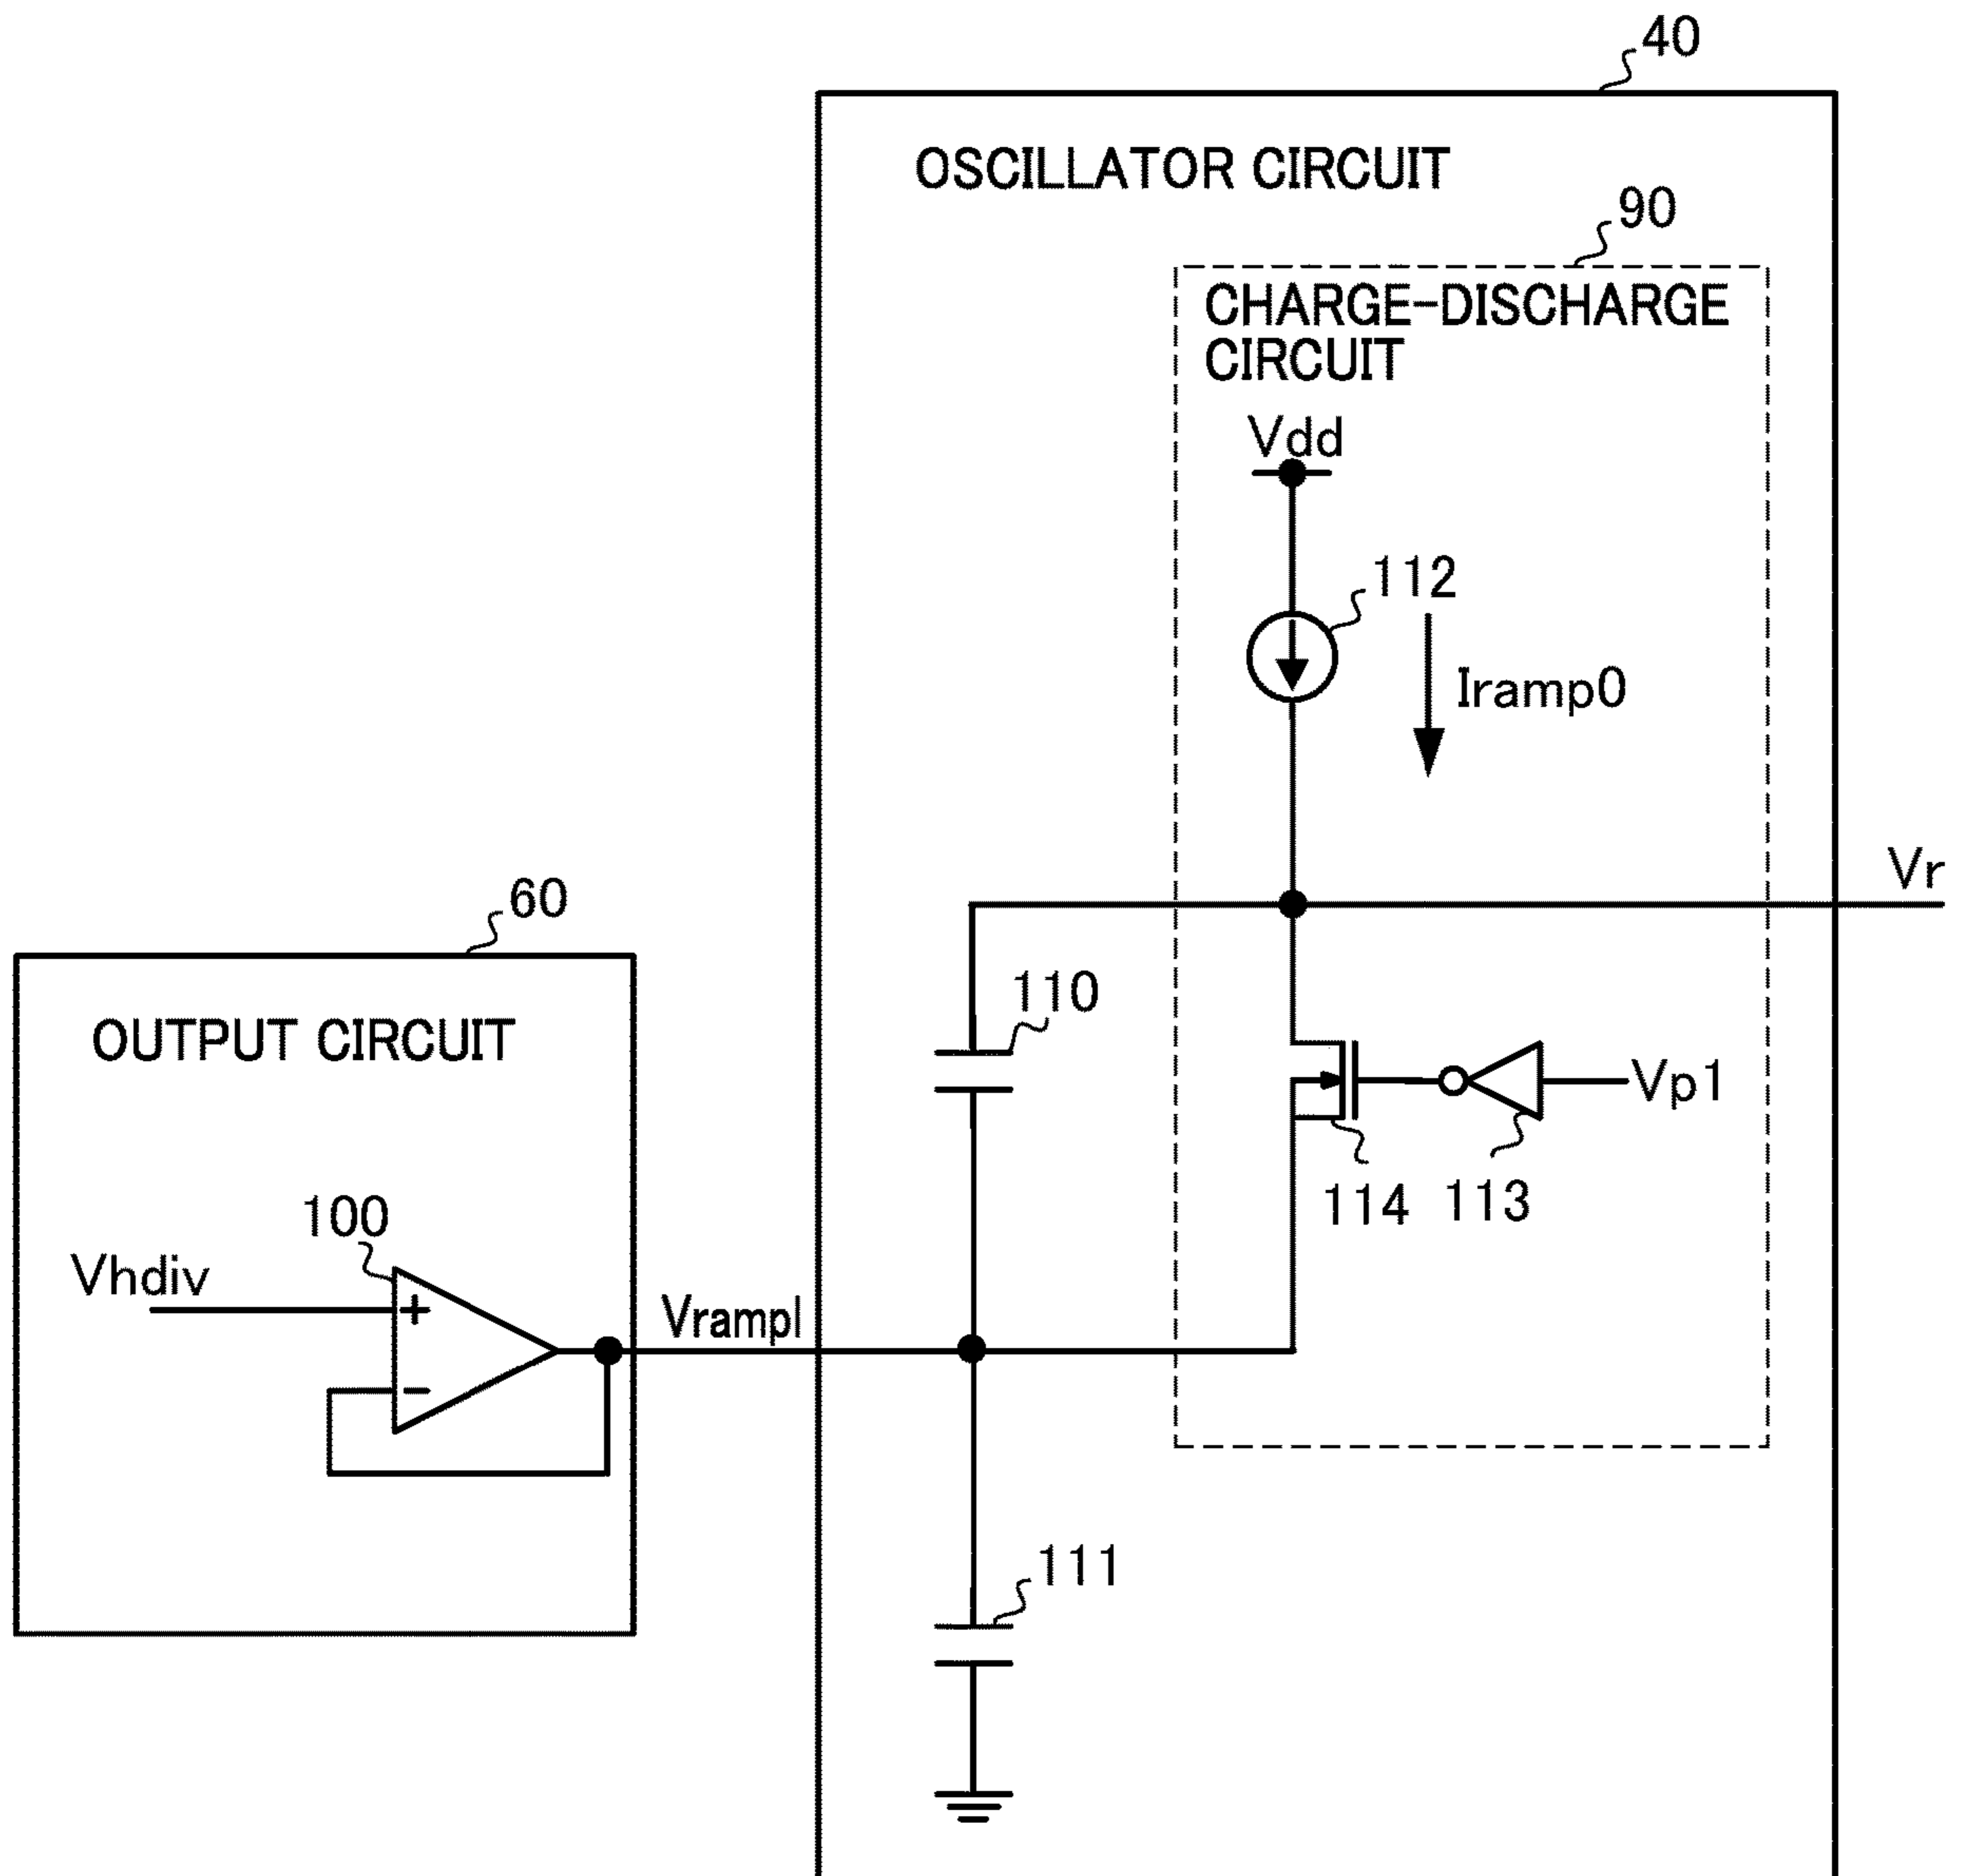 40
OSCILLATOR CIRCUIT
90
CHARGE-DISCHARGE
CIRCUIT
Vdd
112
Iramp0
Vr
60
OUTPUT CIRCUIT
110
Vp1
114
113
100
Vhdiv
+
-
Vrampl
111